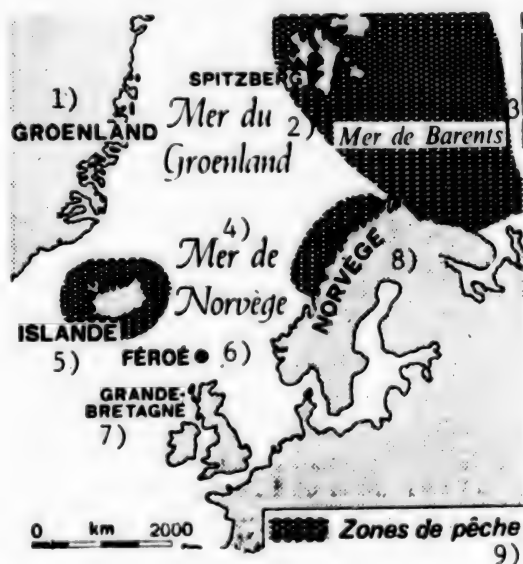 1)
GROENLAND
SPITZBERG
Mer du
2)
Groenland
3)
Mer de Barents
4)
Mer de
Norvège
NORVÈGE
8)
ISLANDE
5)
FÉROÉ
6)
GRANDE-
BRETAGNE
7)
0 km 2000
Zones de pêche
9)